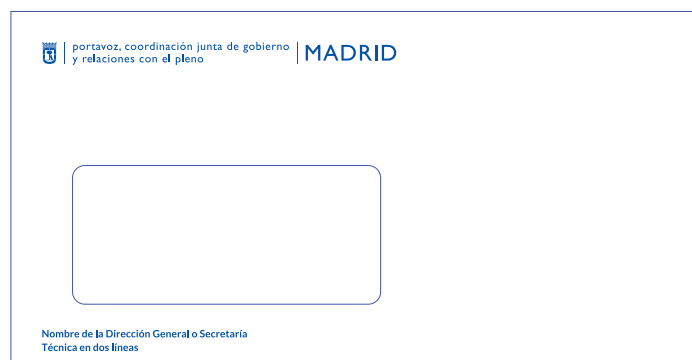 portavoz, coordinación junta de gobierno
y relaciones con el pleno
MADRID
Nombre de la Dirección General o Secretaría
Técnica en dos líneas